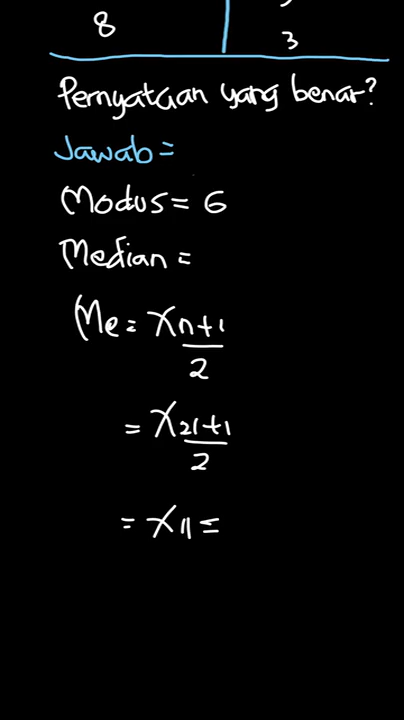 8 3
Pernyataan yang benar?
Jawab =
Modus = 6
Median =
Me = Xn+1/2
= X21+1/2
= X11 =